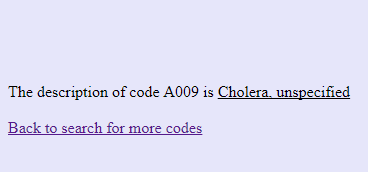 The description of code A009 is Cholera, unspecified
Back to search for more codes